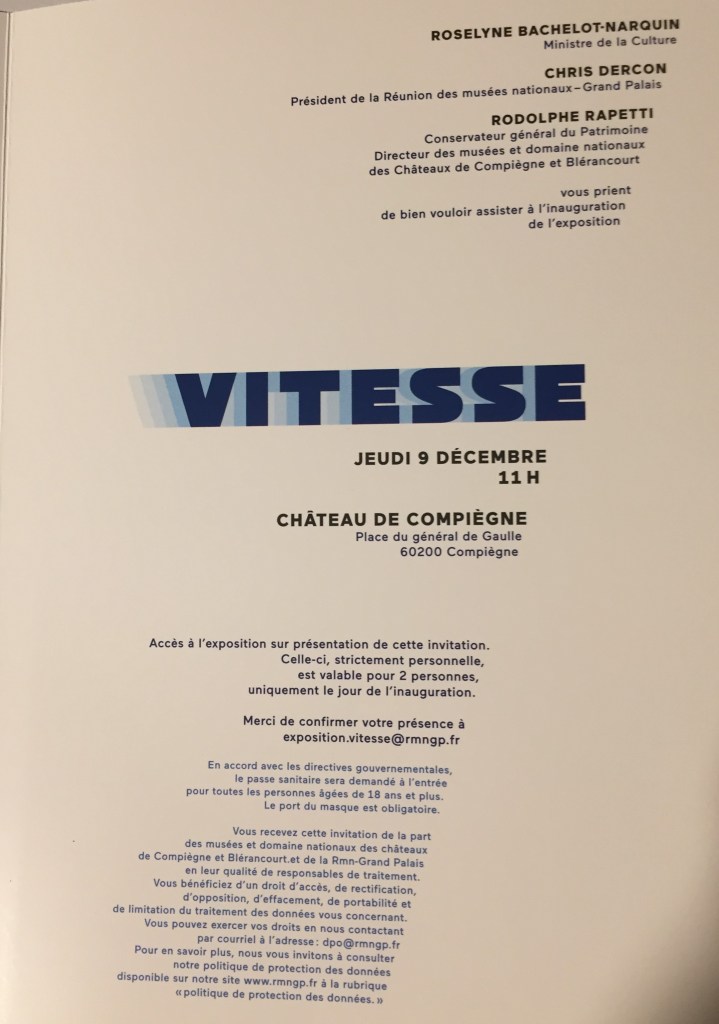 ROSELYNE BACHELOT-NARQUIN
Ministre de la Culture
CHRIS DERCON
Président de la Réunion des musées nationaux – Grand Palais
RODOLPHE RAPETTI
Conservateur général du Patrimoine
Directeur des musées et domaine nationaux
des Châteaux de Compiègne et Blérancourt
vous prient
de bien vouloir assister à l'inauguration
de l'exposition
VITESSE
JEUDI 9 DÉCEMBRE
11 H
CHÂTEAU DE COMPIÈGNE
Place du général de Gaulle
60200 Compiègne
Accès à l'exposition sur présentation de cette invitation.
Celle-ci, strictement personnelle,
est valable pour 2 personnes,
uniquement le jour de l'inauguration.
Merci de confirmer votre présence à
exposition.vitesse@rmngp.fr
En accord avec les directives gouvernementales,
le passe sanitaire sera demandé à l'entrée
pour toutes les personnes âgées de 18 ans et plus.
Le port du masque est obligatoire.
Vous recevez cette invitation de la part
des musées et domaine nationaux des châteaux
de Compiègne et Blérancourt.et de la Rmn-Grand Palais
en leur qualité de responsables de traitement.
Vous bénéficiez d'un droit d'accès, de rectification,
d'opposition, d'effacement, de portabilité et
de limitation du traitement des données vous concernant.
Vous pouvez exercer vos droits en nous contactant
par courriel à l'adresse : dpo@rmngp.fr
Pour en savoir plus, nous vous invitons à consulter
notre politique de protection des données
disponible sur notre site www.rmngp.fr à la rubrique
« politique de protection des données. »